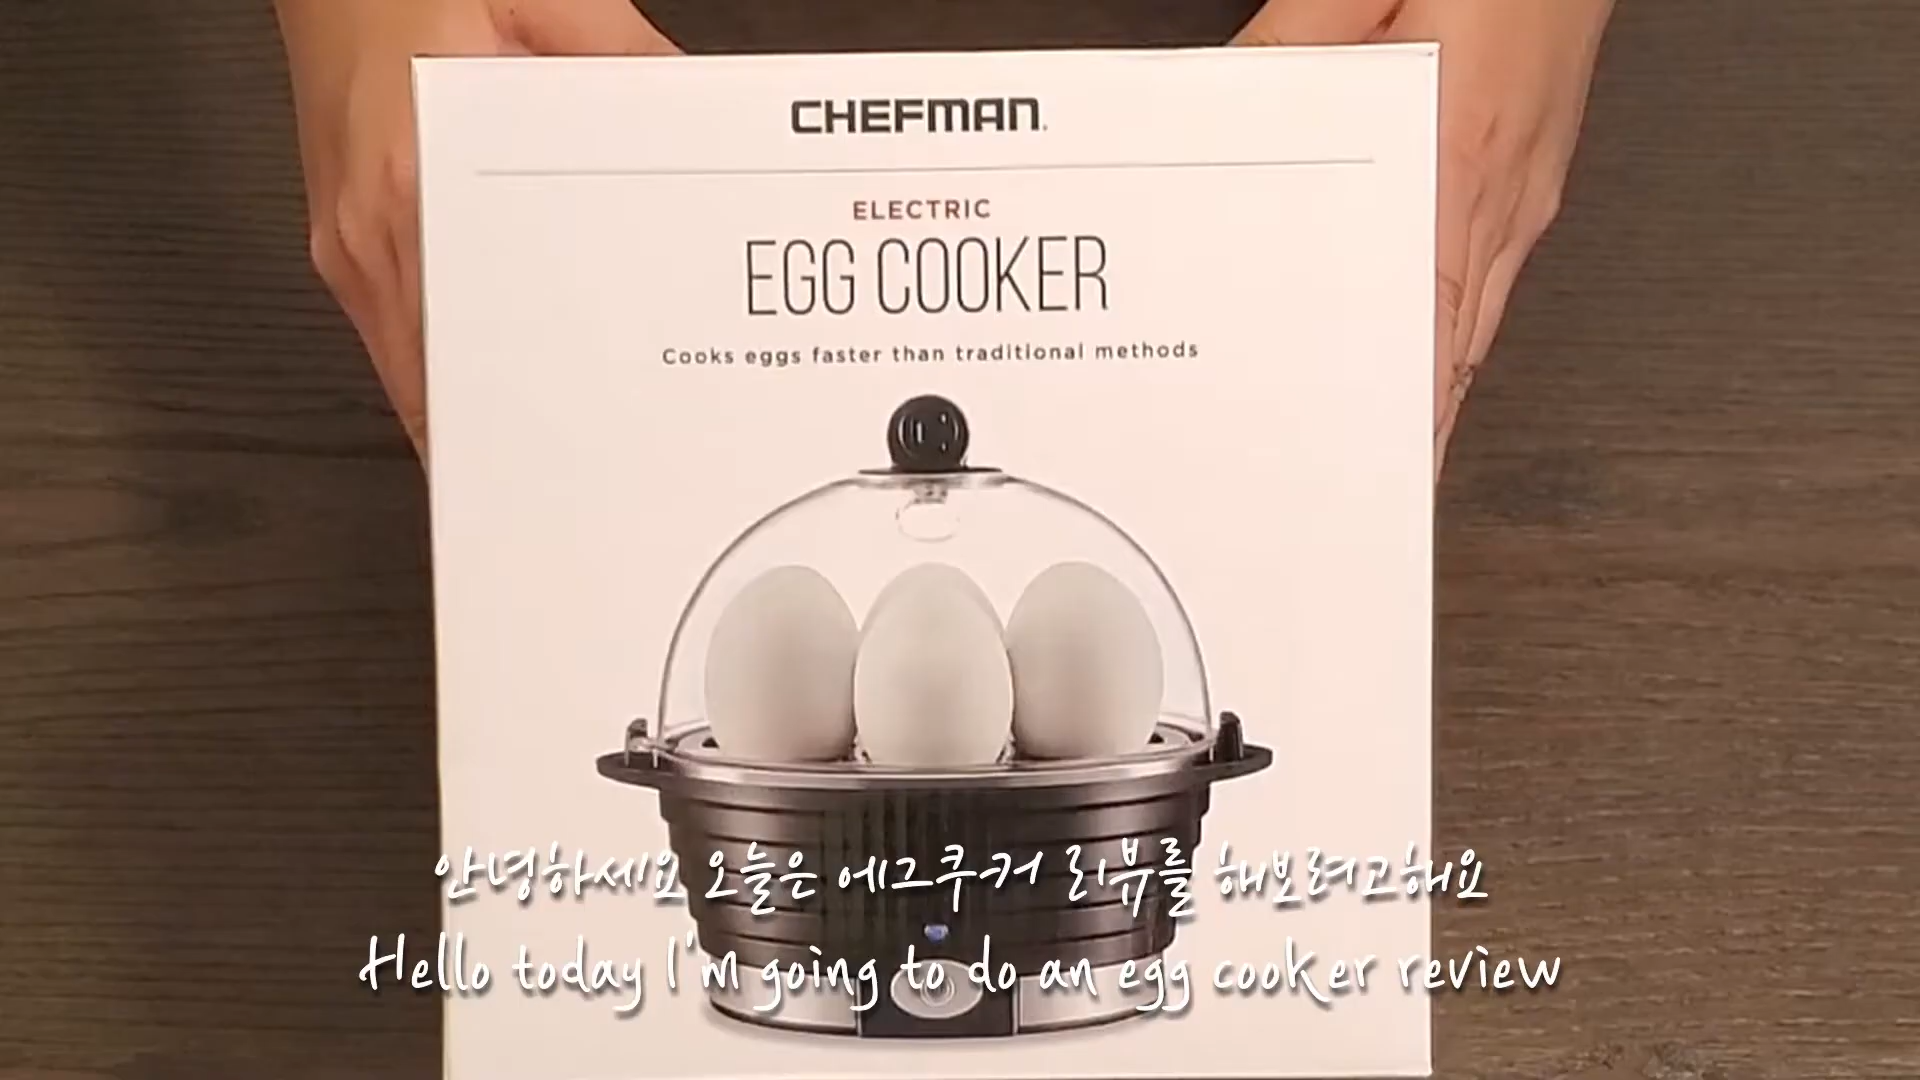 CHEFMAN.
ELECTRIC
EGG COOKER
Cooks eggs faster than traditional methods
안녕하세요 오늘은 에그쿠커 리뷰를 해보려고해요
Hello today I'm going to do an egg cooker review